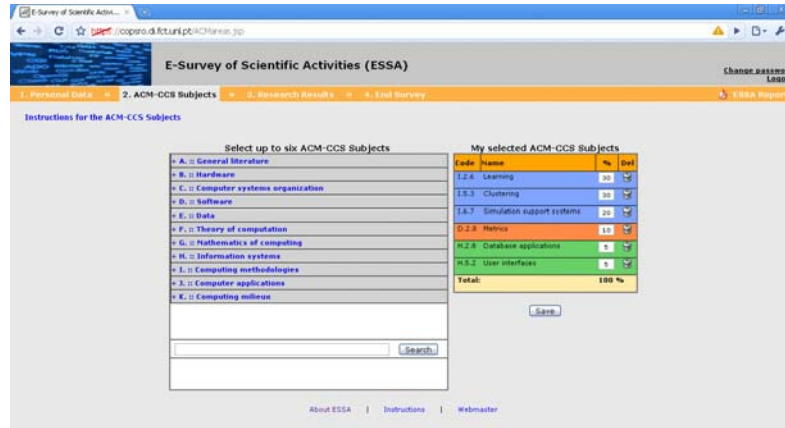 E-Survey of Scientific Activ...
https://copsro.di.fct.unl.pt/ACMareas.jsp
E-Survey of Scientific Activities (ESSA)
Change passw
Logo
1. Personal Data » 2. ACM-CCS Subjects » 3. Research Results » 4. End Survey
ESSA Repor
Instructions for the ACM-CCS Subjects
Select up to six ACM-CCS Subjects
+ A. :: General literature
+ B. :: Hardware
+ C. :: Computer systems organization
+ D. :: Software
+ E. :: Data
+ F. :: Theory of computation
+ G. :: Mathematics of computing
+ H. :: Information systems
+ I. :: Computing methodologies
+ J. :: Computer applications
+ K. :: Computing milieux
Search
My selected ACM-CCS Subjects
Code Name % Del
I.2.6 Learning 30
I.5.3 Clustering 30
I.6.7 Simulation support systems 20
D.2.8 Metrics 10
H.2.8 Database applications 5
H.5.2 User interfaces 5
Total: 100 %
Save
About ESSA | Instructions | Webmaster